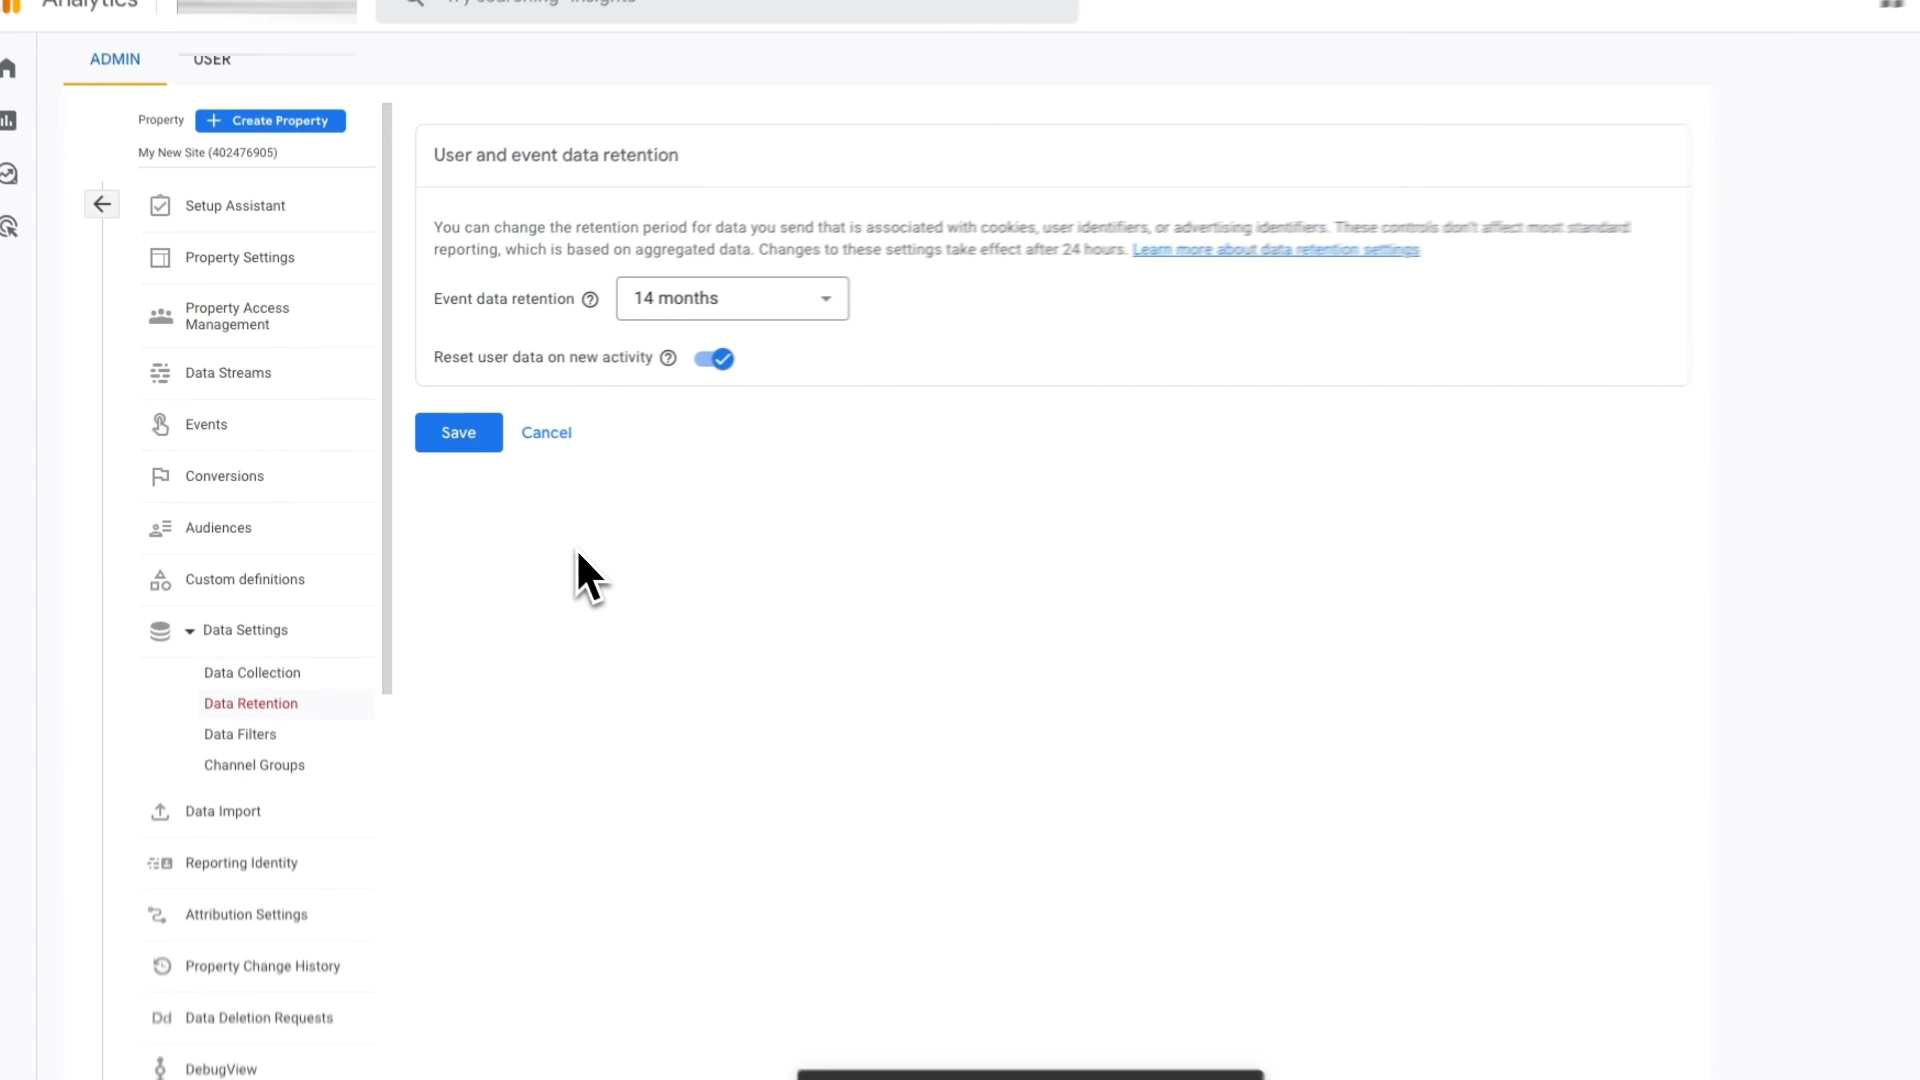 Analytics
ADMIN
USER
Property
Create Property
My New Site (402476905)
Setup Assistant
Property Settings
Property Access
Management
Data Streams
Events
Conversions
Audiences
Custom definitions
Data Settings
Data Collection
Data Retention
Data Filters
Channel Groups
Data Import
Reporting Identity
Attribution Settings
Property Change History
Dd Data Deletion Requests
DebugView
User and event data retention
You can change the retention period for data you send that is associated with cookies, user identifiers, or advertising identifiers. These controls don't affect most standard
reporting, which is based on aggregated data. Changes to these settings take effect after 24 hours. Learn more about data retention settings
Event data retention
14 months
Reset user data on new activity
Save
Cancel